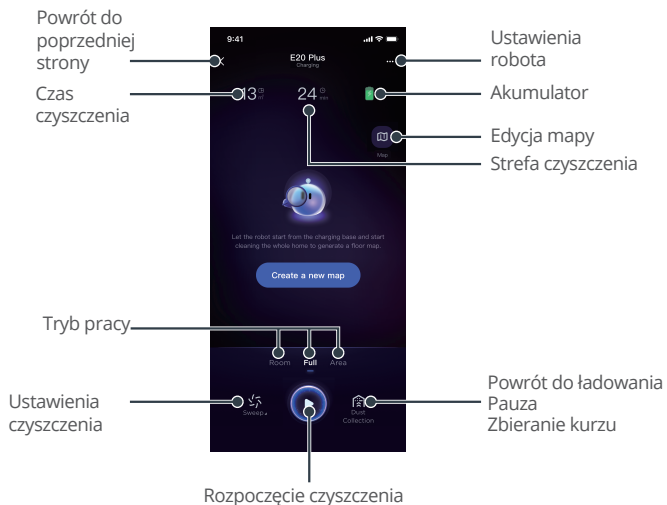 Powrót do
poprzedniej
strony
Ustawienia
robota
9:41
E20 Plus
Charging
Czas
czyszczenia
13
24
min
Akumulator
Edycja mapy
Map
Strefa czyszczenia
Let the robot start from the charging base and start
cleaning the whole home to generate a floor map.
Create a new map
Tryb pracy
Room Full Area
Ustawienia
czyszczenia
Sweep
Dust
Collection
Powrót do ładowania
Pauza
Zbieranie kurzu
Rozpoczęcie czyszczenia